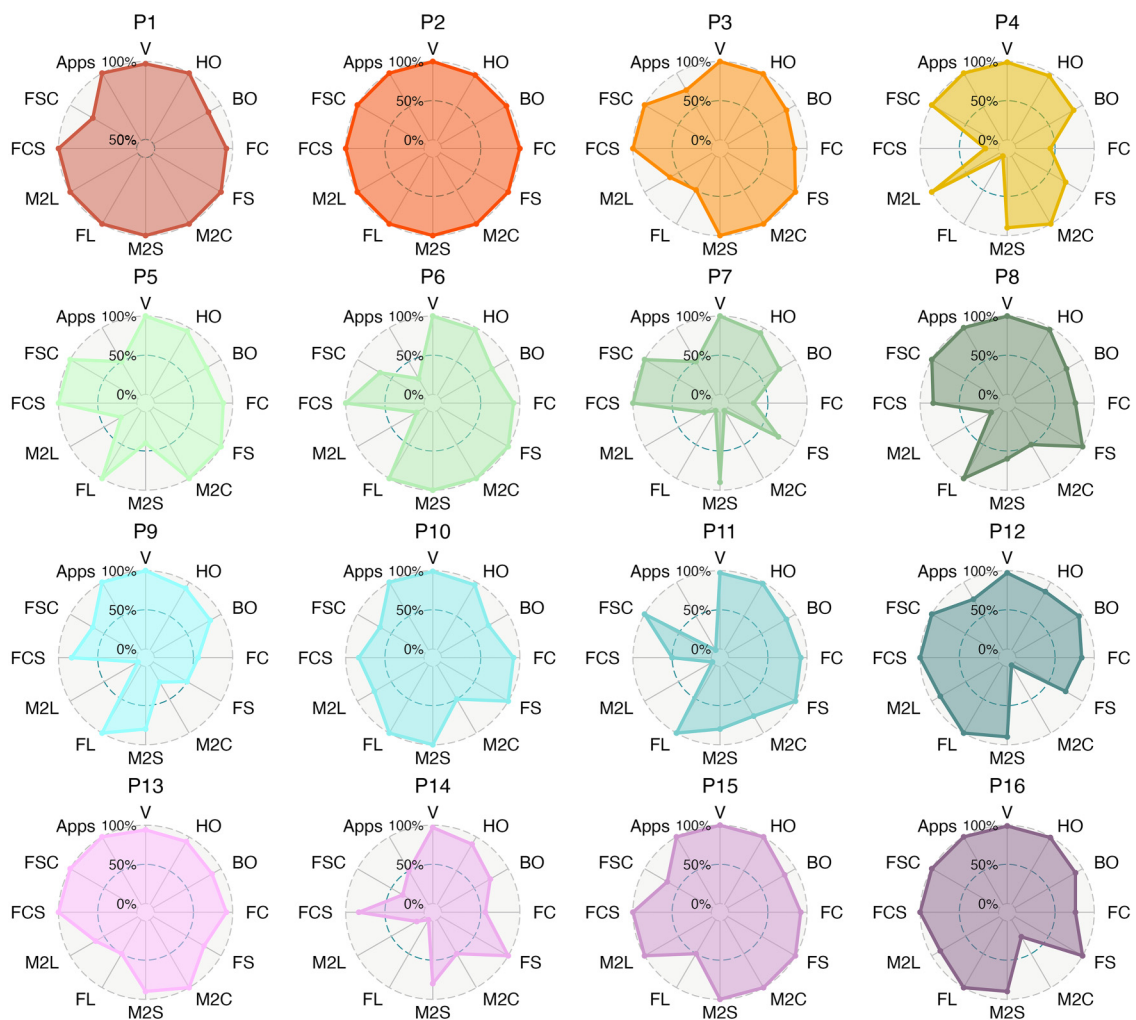 P1 P2 P3 P4
V V V V
Apps 100% HO Apps 100% HO Apps 100% HO Apps 100% HO
FSC BO FSC 50% BO FSC 50% BO FSC 50% BO
FCS 50% FC FCS 0% FC FCS 0% FC FCS 0% FC
M2L FS M2L FS M2L FS M2L FS
FL M2C FL M2C FL M2C FL M2C
M2S M2S M2S M2S
P5 P6 P7 P8
V V V V
Apps 100% HO Apps 100% HO Apps 100% HO Apps 100% HO
FSC 50% BO FSC 50% BO FSC 50% BO FSC 50% BO
FCS 0% FC FCS 0% FC FCS 0% FC FCS 0% FC
M2L FS M2L FS M2L FS M2L FS
FL M2C FL M2C FL M2C FL M2C
M2S M2S M2S M2S
P9 P10 P11 P12
V V V V
Apps 100% HO Apps 100% HO Apps 100% HO Apps 100% HO
FSC 50% BO FSC 50% BO FSC 50% BO FSC 50% BO
FCS 0% FC FCS 0% FC FCS 0% FC FCS 0% FC
M2L FS M2L FS M2L FS M2L FS
FL M2C FL M2C FL M2C FL M2C
M2S M2S M2S M2S
P13 P14 P15 P16
V V V V
Apps 100% HO Apps 100% HO Apps 100% HO Apps 100% HO
FSC 50% BO FSC 50% BO FSC 50% BO FSC 50% BO
FCS 0% FC FCS 0% FC FCS 0% FC FCS 0% FC
M2L FS M2L FS M2L FS M2L FS
FL M2C FL M2C FL M2C FL M2C
M2S M2S M2S M2S